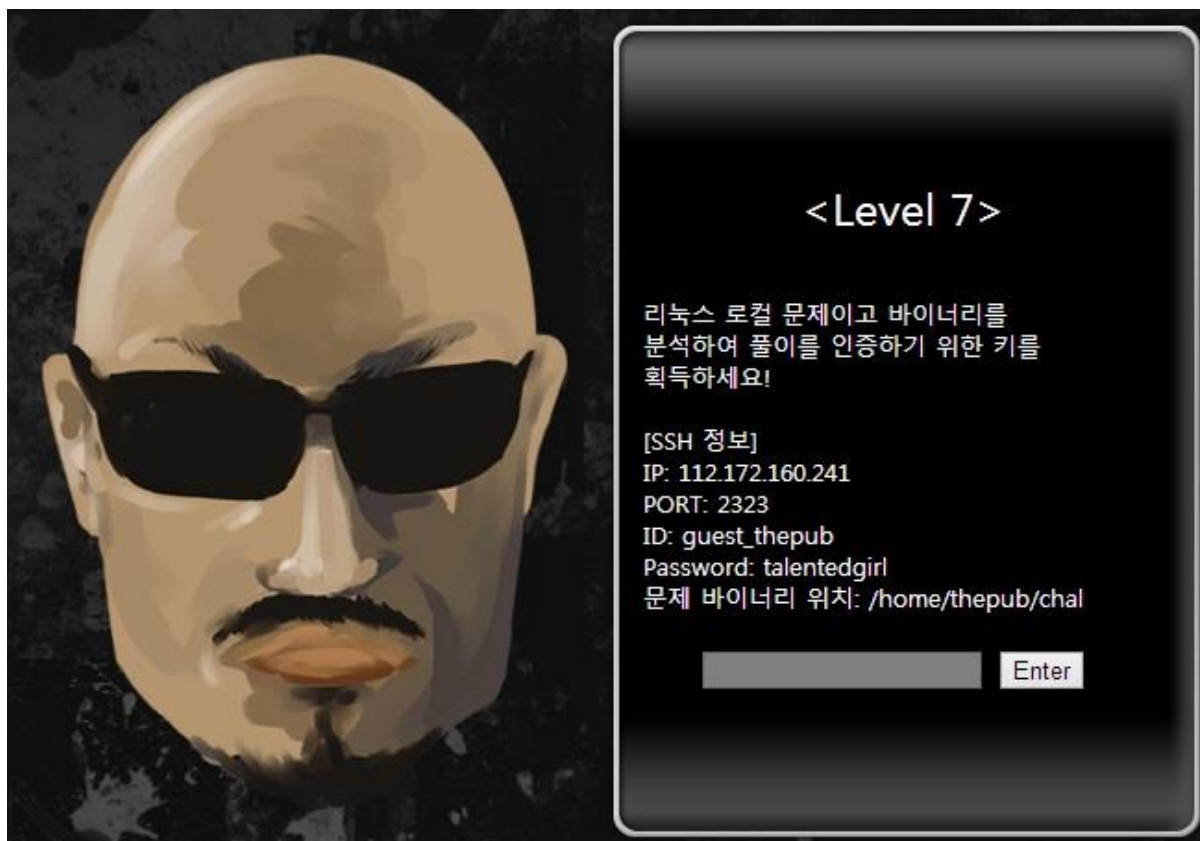 <Level 7>
리눅스 로컬 문제이고 바이너리를
분석하여 풀이를 인증하기 위한 키를
획득하세요!
[SSH 정보]
IP: 112.172.160.241
PORT: 2323
ID: guest_thepub
Password: talentedgirl
문제 바이너리 위치: /home/thepub/chal
Enter